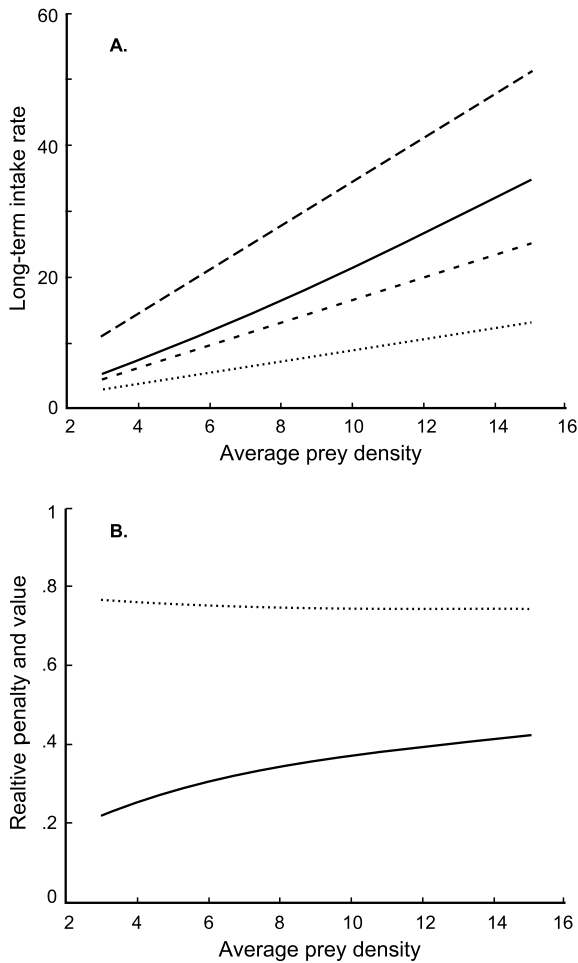 60
A.
40
Long-term intake rate
20
0
2 4 6 8 10 12 14 16
Average prey density
1
B.
.8
Realtive penalty and value
.6
.4
.2
0
2 4 6 8 10 12 14 16
Average prey density